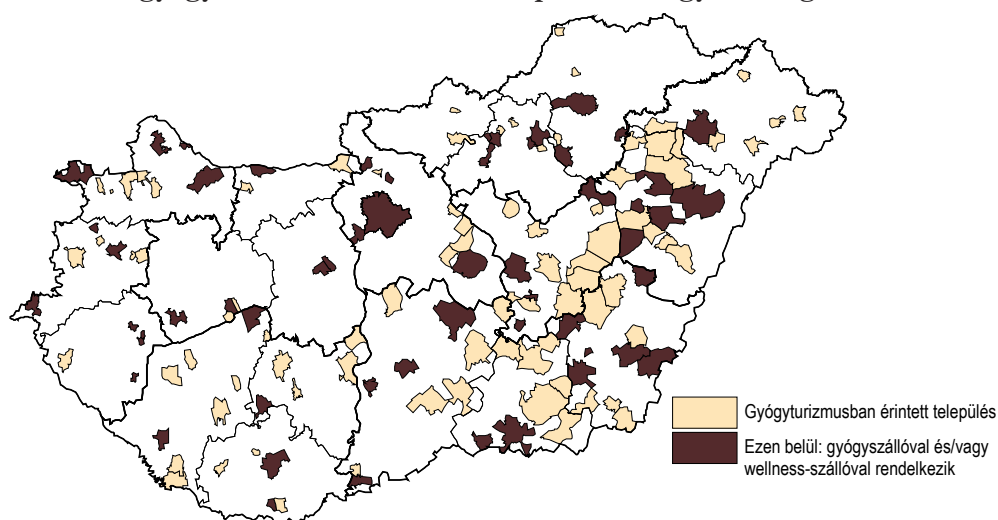 Gyógyturizmusban érintett település
Ezen belül: gyógyszállóval és/vagy
wellness-szállóval rendelkezik